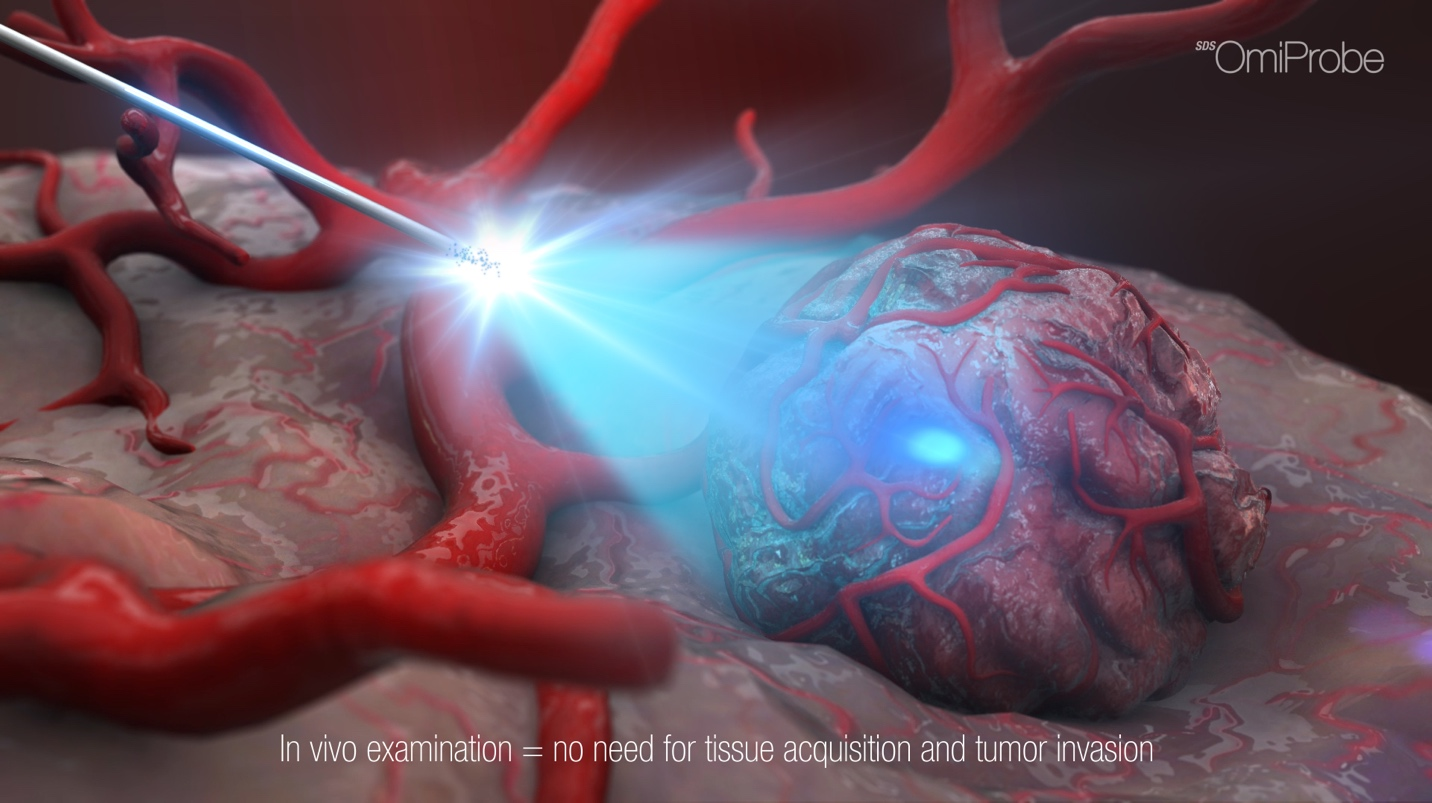 SDS OmiProbe
In vivo examination = no need for tissue acquisition and tumor invasion